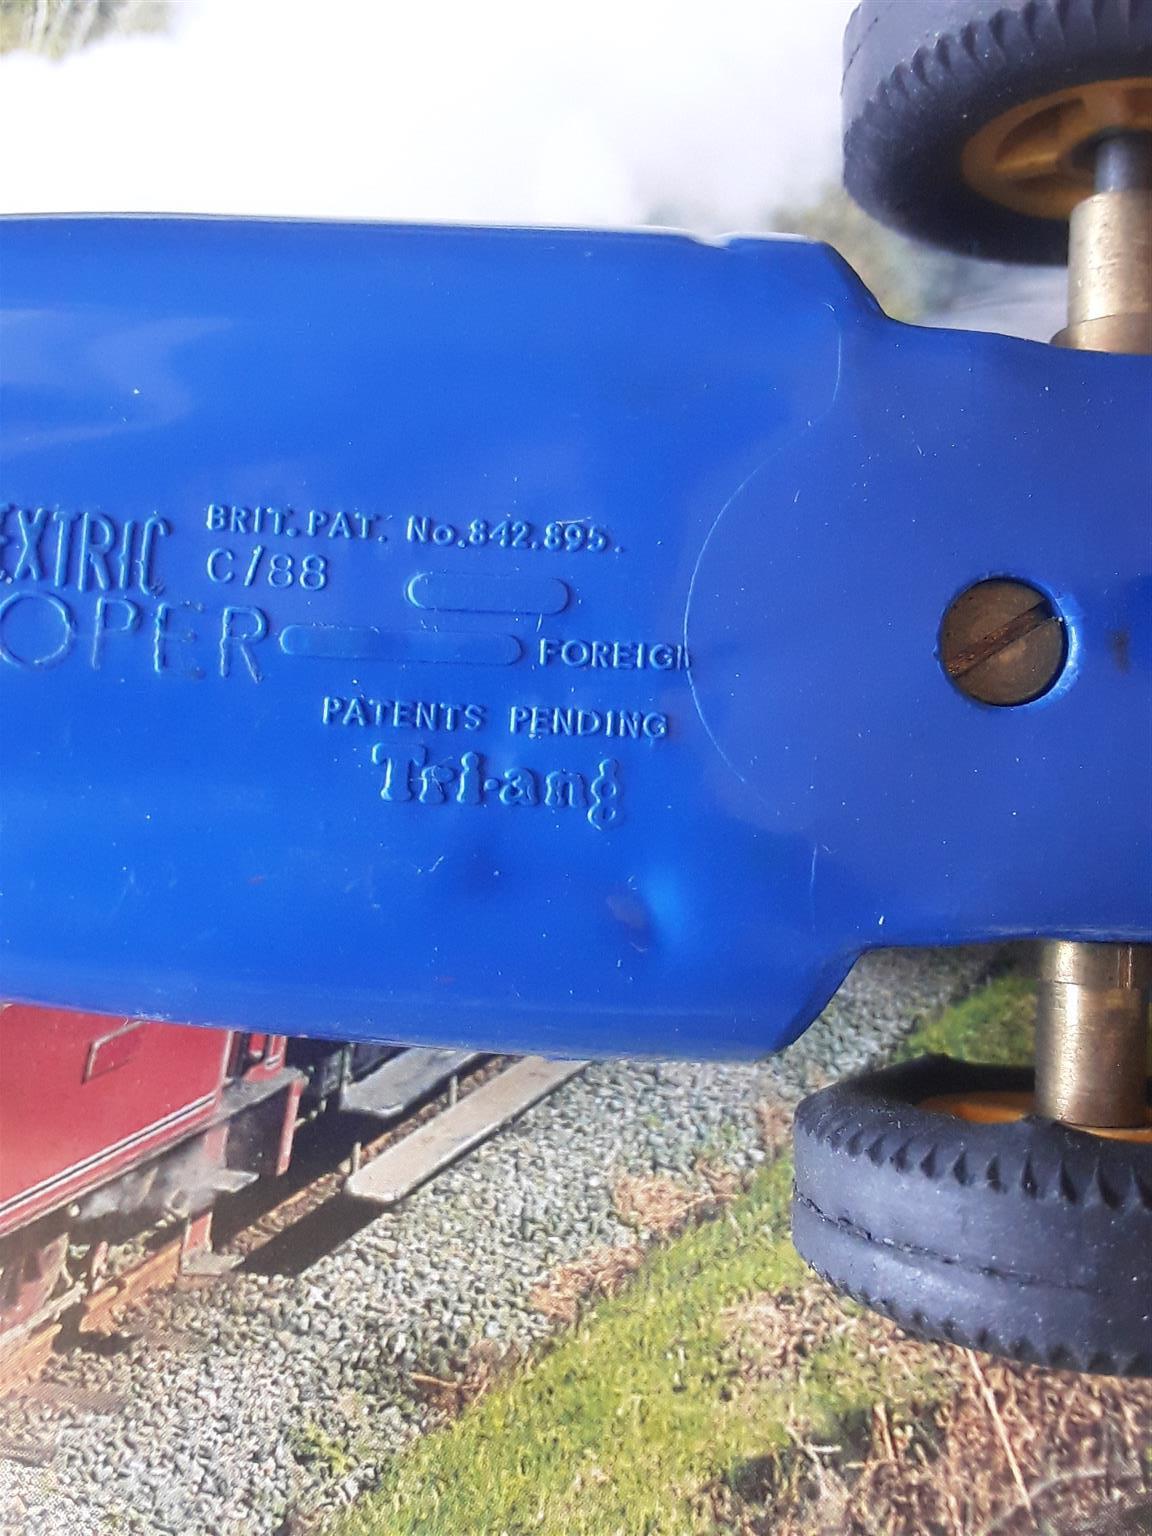 EXTRIC
BRIT. PAT. No. 842.895.
C/88
OPER
FOREIGN
PATENTS PENDING
Tri-ang